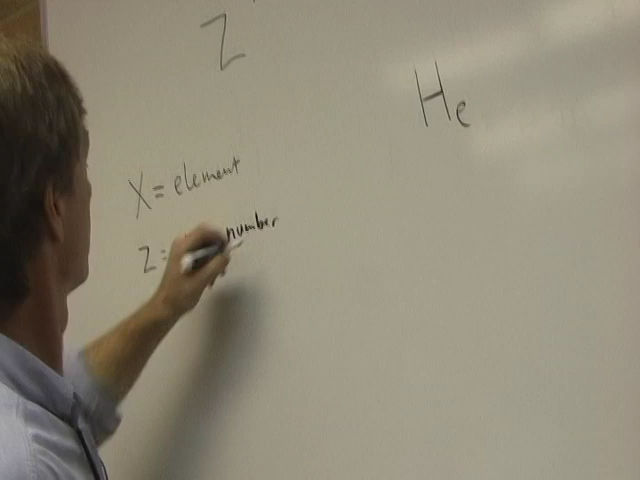 Z
He
X = element
Z = number